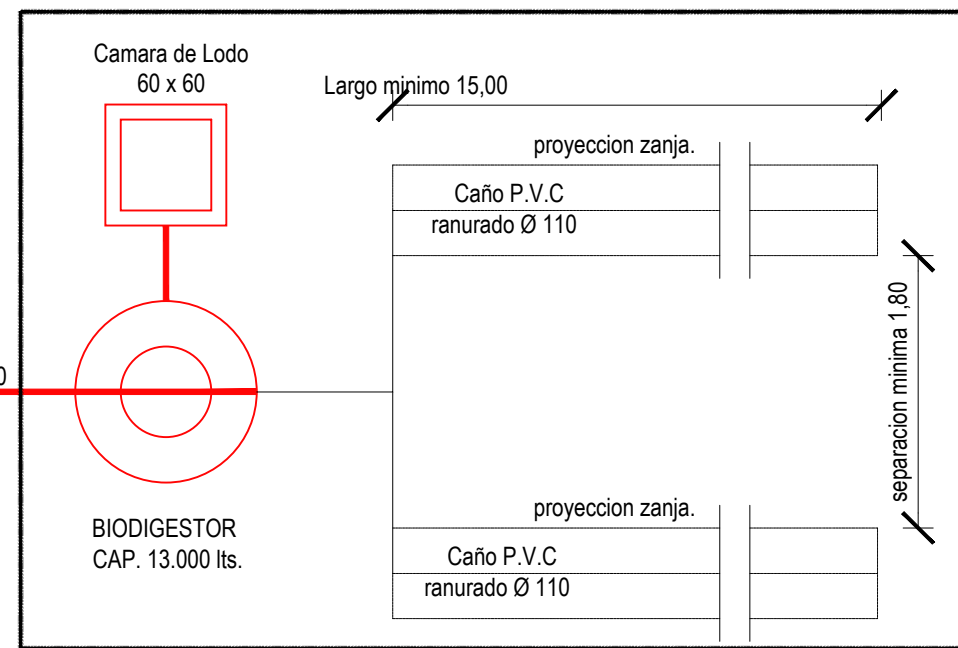 Camara de Lodo
60 x 60
Largo minimo 15,00
proyeccion zanja.
Caño P.V.C
ranurado Ø 110
separacion minima 1,80
0
BIODIGESTOR
CAP. 13.000 lts.
proyeccion zanja.
Caño P.V.C
ranurado Ø 110